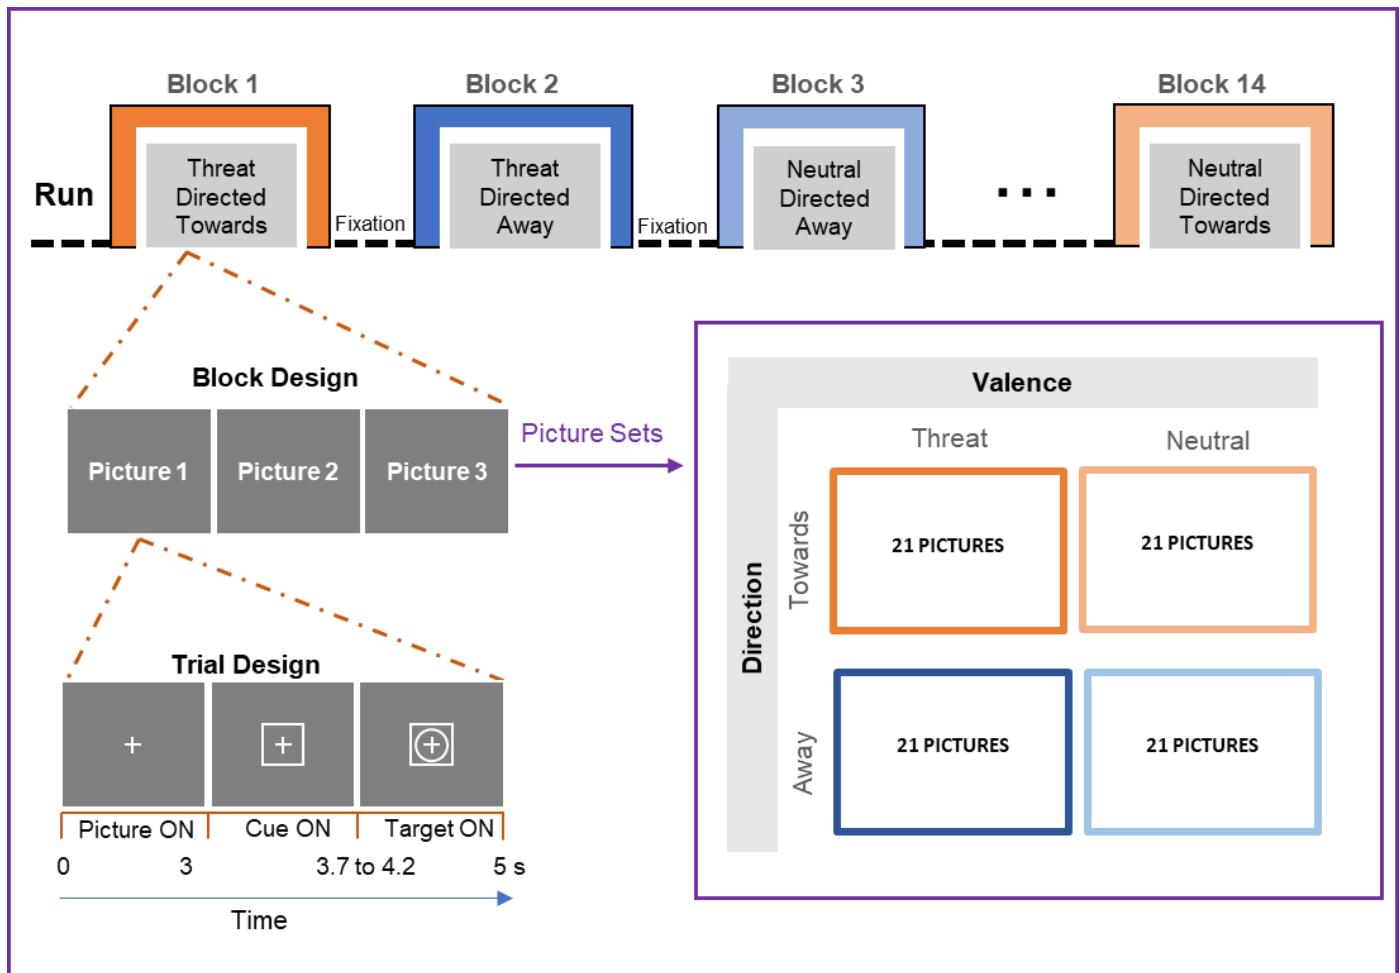 Block 1
Block 2
Block 3
Block 14
Run
Threat
Directed
Towards
Fixation
Threat
Directed
Away
Fixation
Neutral
Directed
Away
...
Neutral
Directed
Towards
Block Design
Picture 1
Picture 2
Picture 3
Picture Sets
Trial Design
Picture ON
Cue ON
Target ON
0
3
3.7 to 4.2
5 s
Time
Valence
Threat
Neutral
Direction
Towards
21 PICTURES
21 PICTURES
Away
21 PICTURES
21 PICTURES